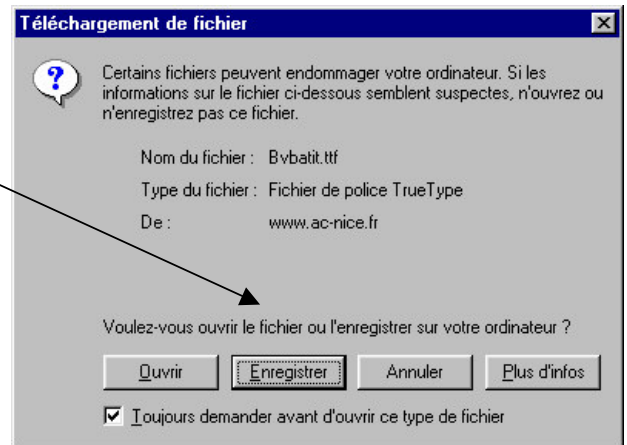 Téléchargement de fichier
Certains fichiers peuvent endommager votre ordinateur. Si les
informations sur le fichier ci-dessous semblent suspectes, n'ouvrez ou
n'enregistrez pas ce fichier.
Nom du fichier : Bvbatit.ttf
Type du fichier : Fichier de police TrueType
De : www.ac-nice.fr
Voulez-vous ouvrir le fichier ou l'enregistrer sur votre ordinateur ?
Ouvrir Enregistrer Annuler Plus d'infos
Toujours demander avant d'ouvrir ce type de fichier